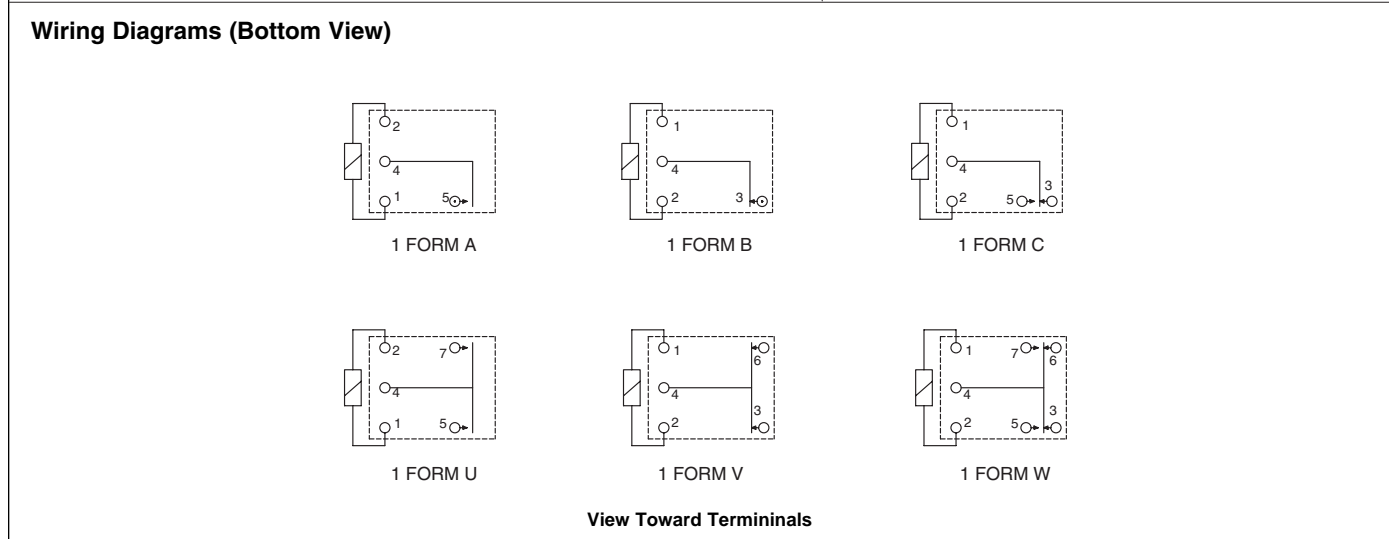 Wiring Diagrams (Bottom View)
2
4
1 5
1 FORM A
1
4
2 3
1 FORM B
1
4
3
2 5
1 FORM C
2 7
4
1 5
1 FORM U
1
6
4
3
2
1 FORM V
1 7
6
4
3
2 5
1 FORM W
View Toward Termininals